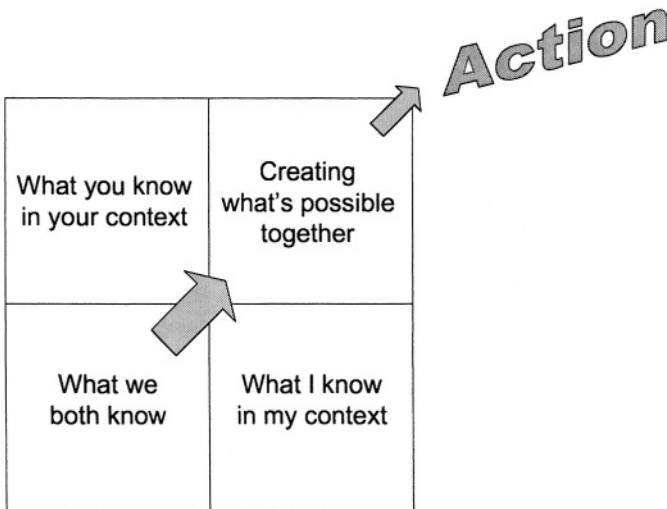 Action
What you know
in your context
Creating
what's possible
together
What we
both know
What I know
in my context